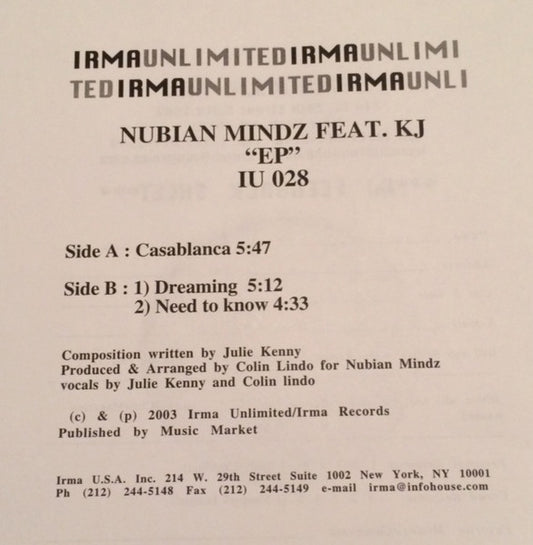 IRMAUNLIMITEDIRMAUNLIMI
TEDIRMAUNLIMITEDIRMAUNLI
NUBIAN MINDZ FEAT. KJ
“EP”
IU 028
Side A : Casablanca 5:47
Side B : 1) Dreaming 5:12
2) Need to know 4:33
Composition written by Julie Kenny
Produced & Arranged by Colin Lindo for Nubian Mindz
vocals by Julie Kenny and Colin lindo
(c) & (p) 2003 Irma Unlimited/Irma Records
Published by Music Market
Irma U.S.A. Inc. 214 W. 29th Street Suite 1002 New York, NY 10001
Ph (212) 244-5148 Fax (212) 244-5149 e-mail irma@infohouse.com